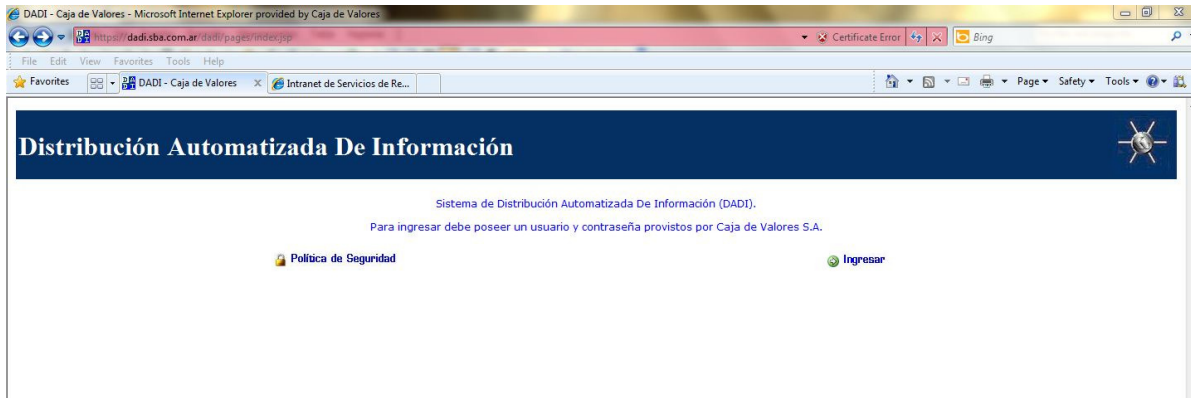 DADI - Caja de Valores - Microsoft Internet Explorer provided by Caja de Valores
https://dadi.sba.com.ar/dadi/pages/index.jsp Certificate Error Bing
File Edit View Favorites Tools Help
Favorites DADI - Caja de Valores x Intranet de Servicios de Re... Page Safety Tools
Distribución Automatizada De Información
Sistema de Distribución Automatizada De Información (DADI).
Para ingresar debe poseer un usuario y contraseña provistos por Caja de Valores S.A.
Política de Seguridad Ingresar